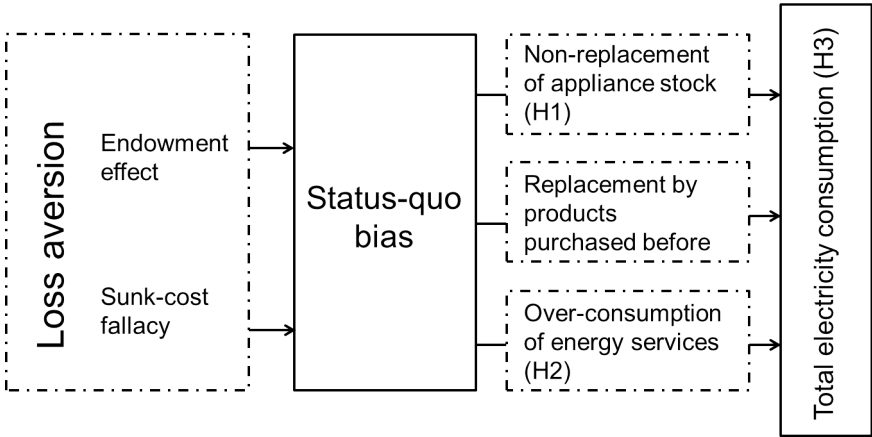 Loss aversion
Endowment
effect
Sunk-cost
fallacy
Status-quo
bias
Non-replacement
of appliance stock
(H1)
Replacement by
products
purchased before
Over-consumption
of energy services
(H2)
Total electricity consumption (H3)